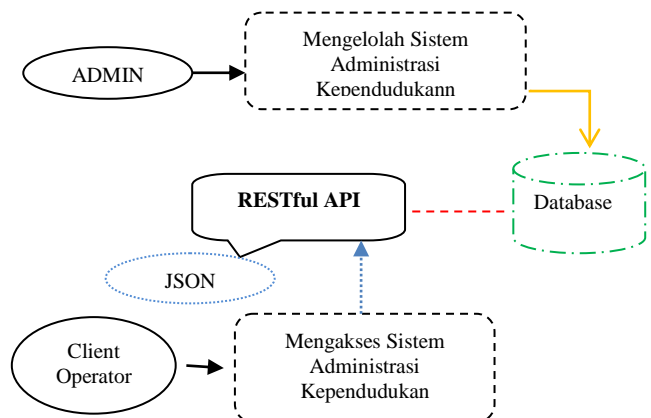 Mengelolah Sistem
Administrasi
Kependudukann
ADMIN
RESTful API
Database
JSON
Client
Operator
Mengakses Sistem
Administrasi
Kependudukan